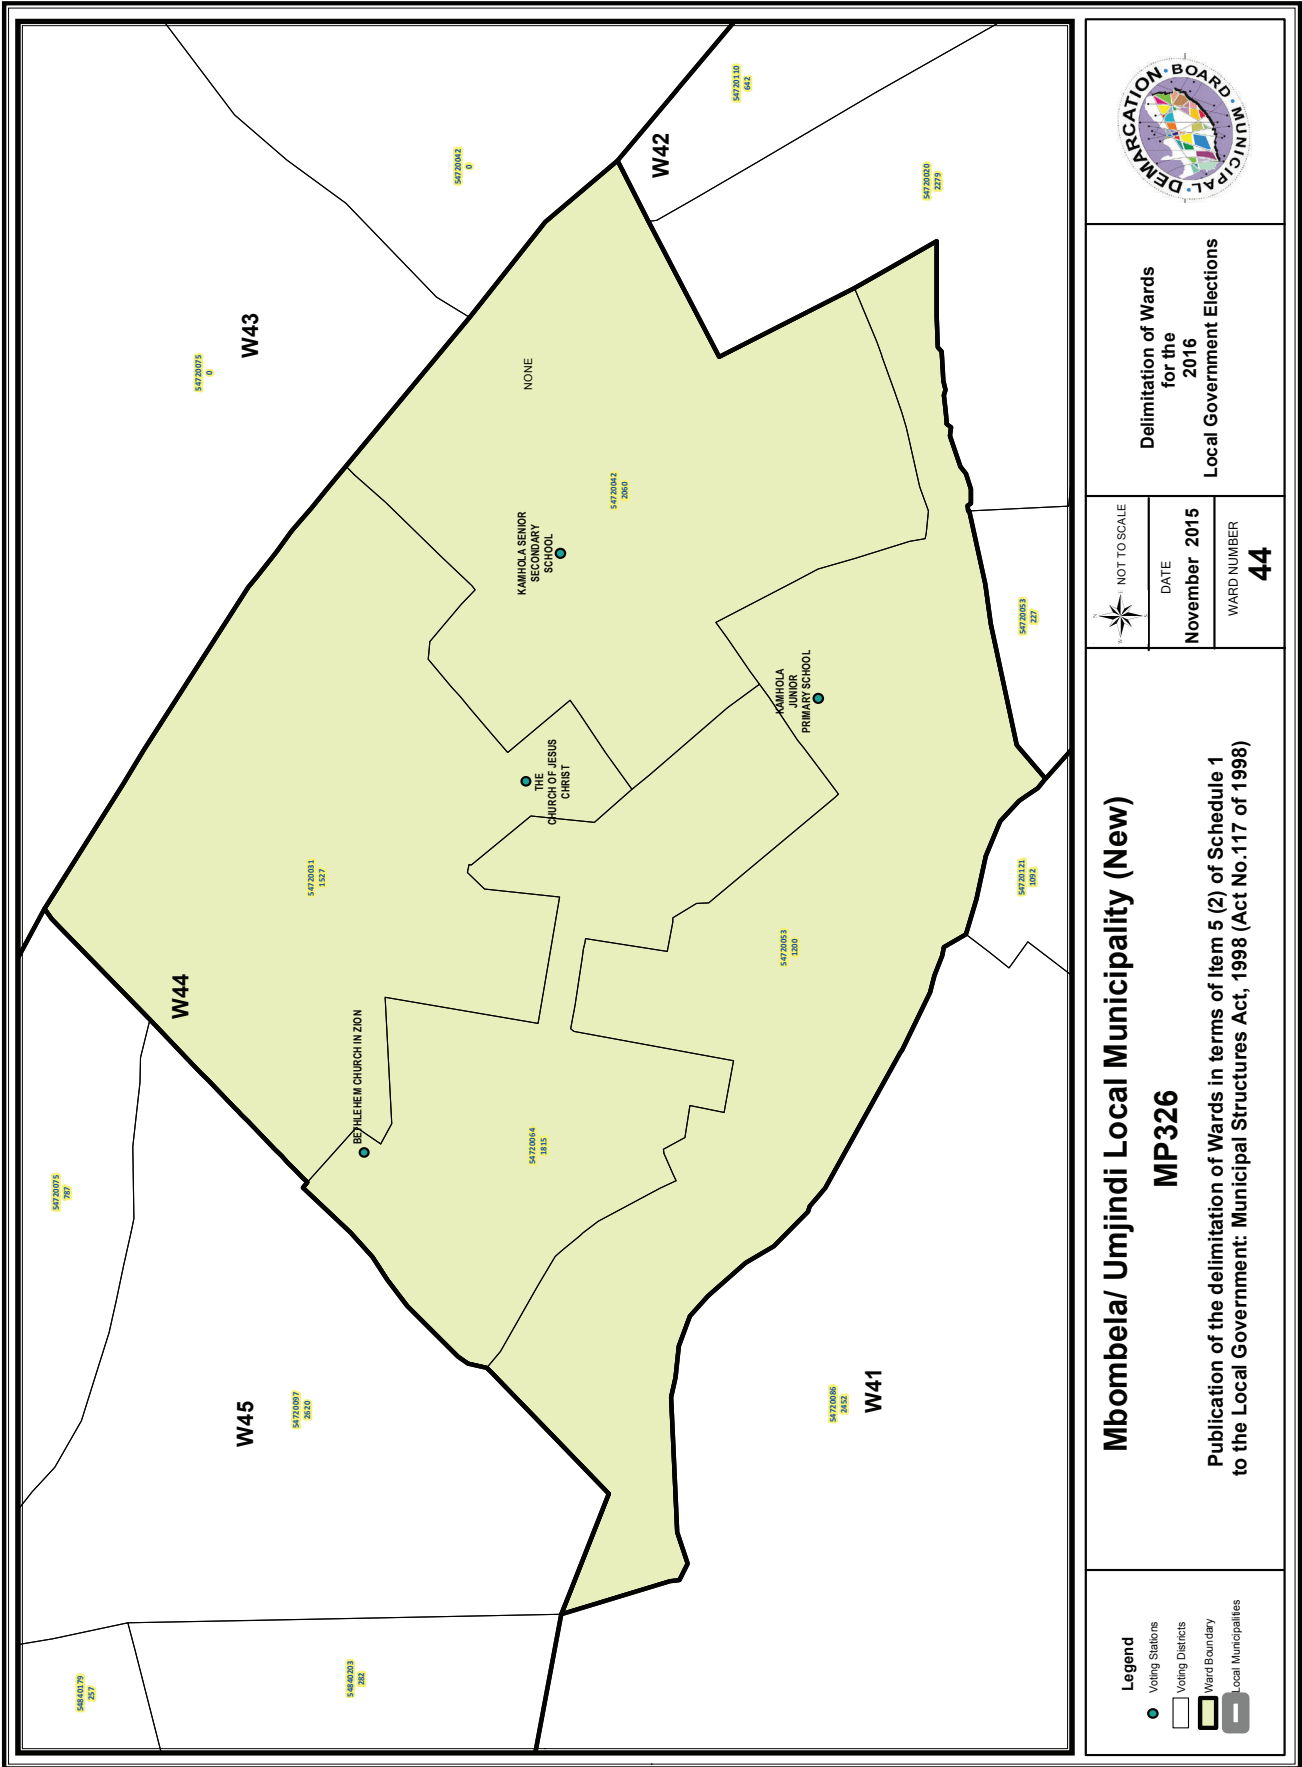 54720110
642
W42
54720042
0
54720020
2279
W43
54720075
0
NONE
54720042
2060
KAMHOLA SENIOR
SECONDARY
SCHOOL
54720053
227
KAMHOLA
JUNIOR
PRIMARY SCHOOL
THE
CHURCH OF JESUS
CHRIST
54720031
1527
54720121
1092
54720053
1200
W44
BETHLEHEM CHURCH IN ZION
54720064
1815
54720075
787
W45
54720097
2620
54720086
2452
W41
54840179
257
54840203
282
Legend
Voting Stations
Voting Districts
Ward Boundary
Local Municipalities
Mbombela/ Umjindi Local Municipality (New)
MP326
Publication of the delimitation of Wards in terms of Item 5 (2) of Schedule 1
to the Local Government: Municipal Structures Act, 1998 (Act No.117 of 1998)
N
W
E
S
NOT TO SCALE
DATE
November 2015
WARD NUMBER
44
Delimitation of Wards
for the
2016
Local Government Elections
MUNICIPAL • DEMARCATION • BOARD •